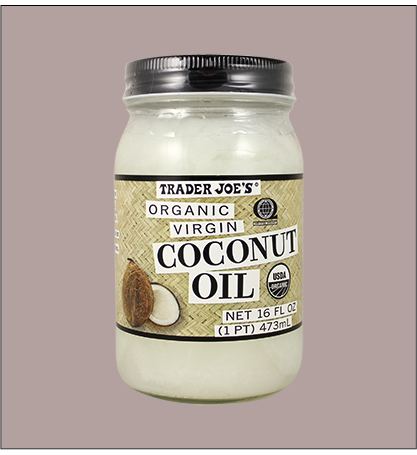 TRADER JOE'S®
ORGANIC
VIRGIN
COCONUT
OIL
USDA
ORGANIC
NET 16 FL OZ
(1 PT) 473mL